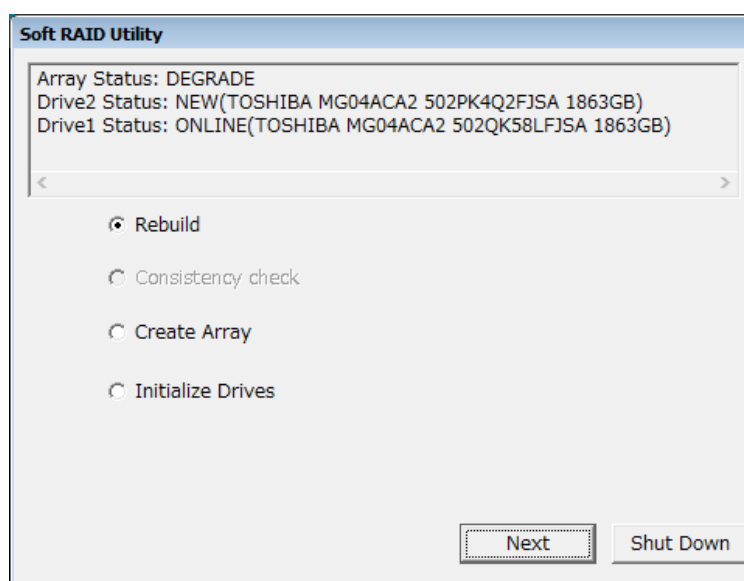 Soft RAID Utility
Array Status: DEGRADE
Drive2 Status: NEW(TOSHIBA MG04ACA2 502PK4Q2FJSA 1863GB)
Drive1 Status: ONLINE(TOSHIBA MG04ACA2 502QK58LFJSA 1863GB)
Rebuild
Consistency check
Create Array
Initialize Drives
Next
Shut Down